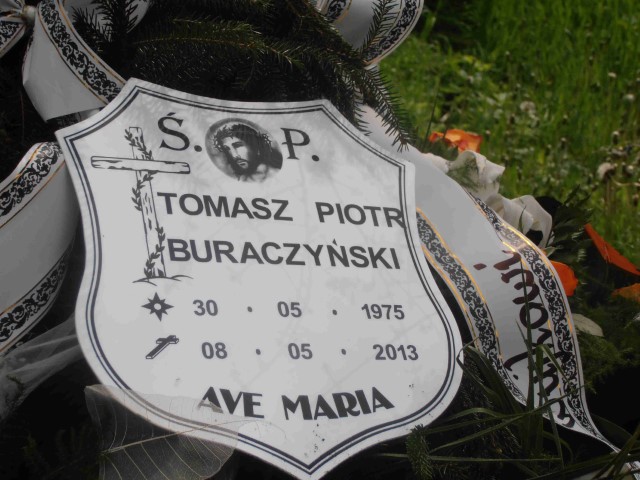 Ś. P.
TOMASZ PIOTR
BURACZYŃSKI
30 · 05 · 1975
08 · 05 · 2013
AVE MARIA